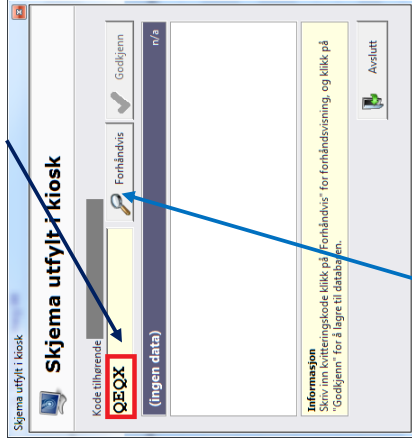 Skjema utfylt i kiosk
Skjema utfylt i kiosk
Kode tilhørende
QEQX
Forhåndvis
Godkjenn
(ingen data)
n/a
Informasjon
Skriv inn kvitteringskode klikk på "Forhåndvis" for forhåndsvisning, og klikk på
"Godkjenn" for å lagre til databasen.
Avslutt